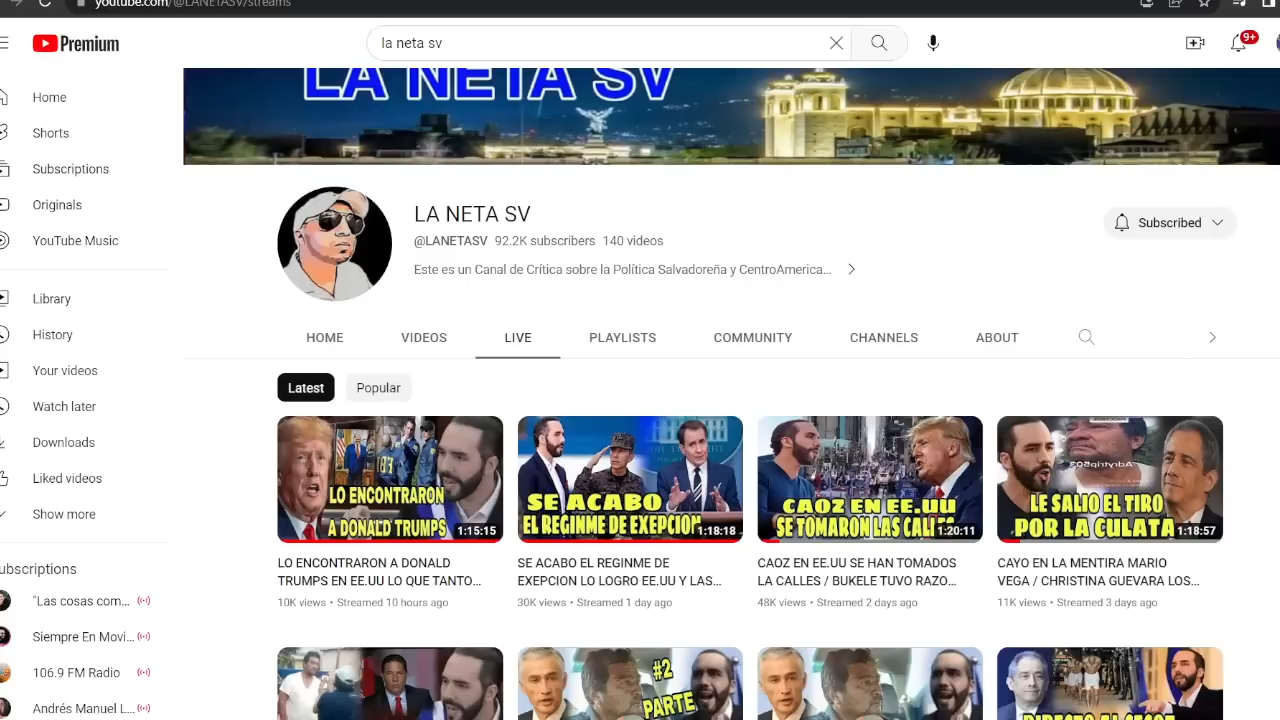 youtube.com/@LANETASV/streams
Premium
la neta sv
9+
Home
Shorts
Subscriptions
Originals
YouTube Music
Library
History
Your videos
Watch later
Downloads
Liked videos
Show more
ubscriptions
"Las cosas com...
Siempre En Movi...
106.9 FM Radio
Andrés Manuel L...
LA NETA SV
LA NETA SV
@LANETASV 92.2K subscribers 140 videos
Este es un Canal de Crítica sobre la Política Salvadoreña y CentroAmerica...
Subscribed
HOME VIDEOS LIVE PLAYLISTS COMMUNITY CHANNELS ABOUT
Latest Popular
LO ENCONTRARON
A DONALD TRUMPS
1:15:15
LO ENCONTRARON A DONALD
TRUMPS EN EE.UU LO QUE TANTO...
10K views • Streamed 10 hours ago
SE ACABO
EL REGINME DE EXEPCION
1:18:18
SE ACABO EL REGINME DE
EXEPCION LO LOGRO EE.UU Y LAS...
30K views • Streamed 1 day ago
CAOZ EN EE.UU
SE TOMARON LAS CALLES
1:20:11
CAOZ EN EE.UU SE HAN TOMADOS
LA CALLES / BUKELE TUVO RAZO...
48K views • Streamed 2 days ago
LE SALIO EL TIRO
POR LA CULATA
1:18:57
CAYO EN LA MENTIRA MARIO
VEGA / CHRISTINA GUEVARA LOS...
11K views • Streamed 3 days ago
#2
PARTE